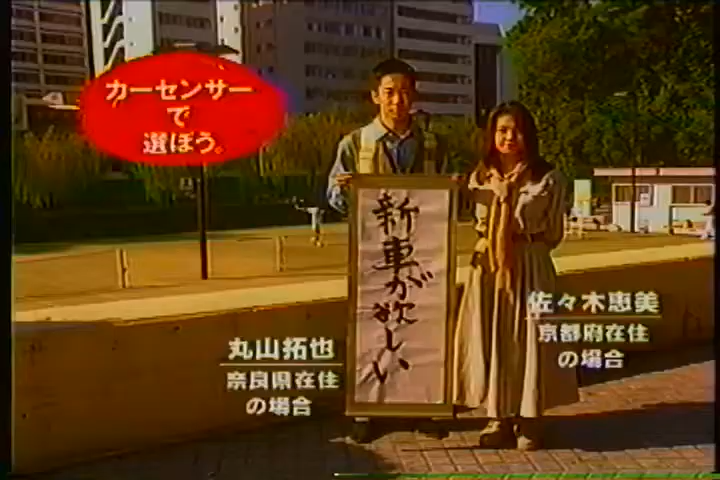 カーセンサー
で
選ぼう。
新車が欲しい
丸山拓也
奈良県在住
の場合
佐々木恵美
京都府在住
の場合